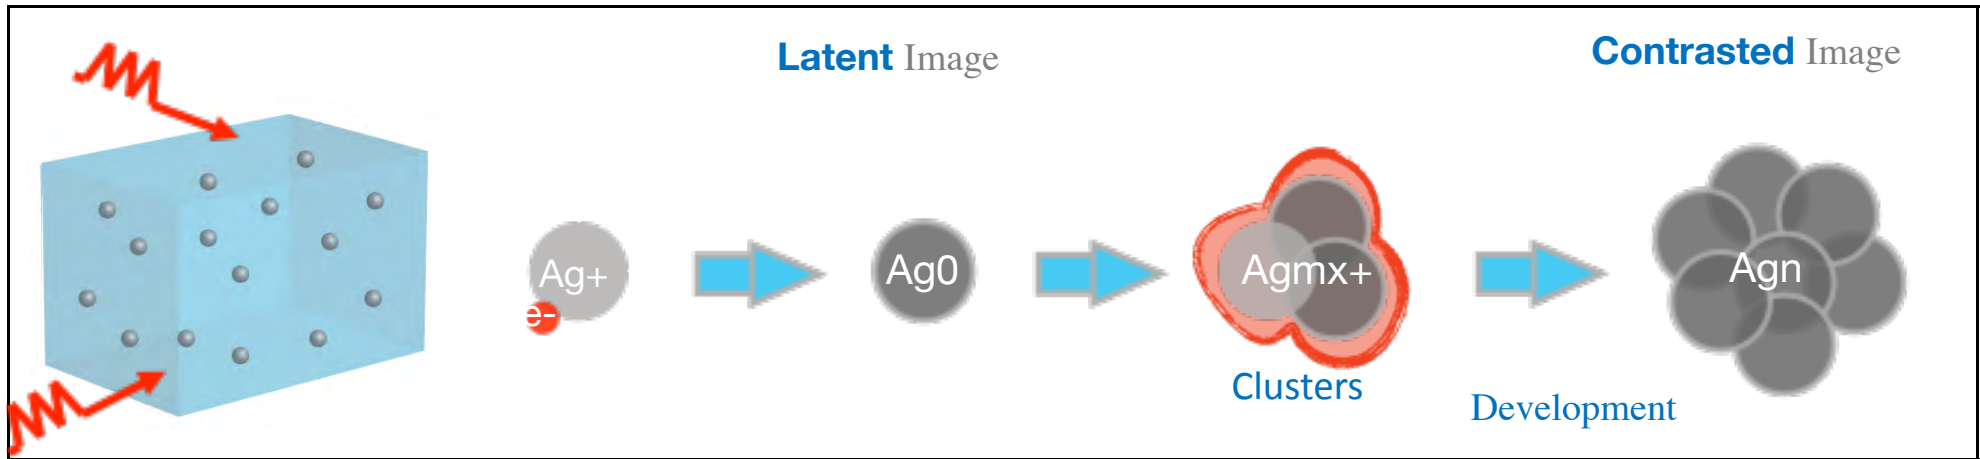 Latent Image
Contrasted Image
Ag+
e-
Ag0
Agmx+
Agn
Clusters
Development